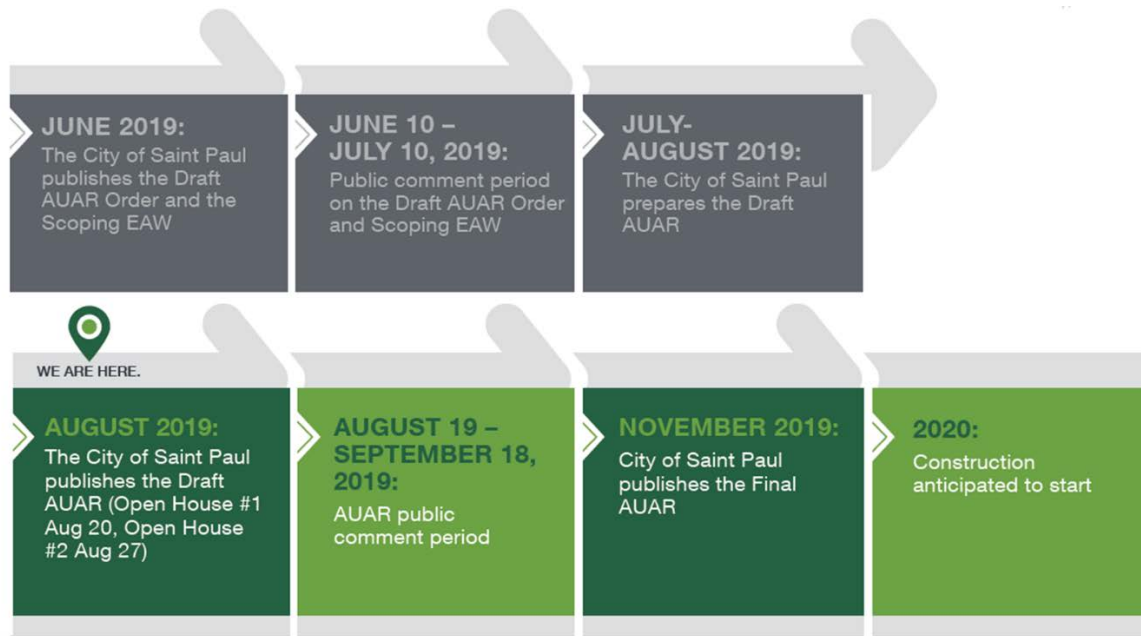 JUNE 2019:
The City of Saint Paul
publishes the Draft
AUAR Order and the
Scoping EAW
JUNE 10 –
JULY 10, 2019:
Public comment period
on the Draft AUAR Order
and Scoping EAW
JULY-
AUGUST 2019:
The City of Saint Paul
prepares the Draft
AUAR
WE ARE HERE.
AUGUST 2019:
The City of Saint Paul
publishes the Draft
AUAR (Open House #1
Aug 20, Open House
#2 Aug 27)
AUGUST 19 –
SEPTEMBER 18,
2019:
AUAR public
comment period
NOVEMBER 2019:
City of Saint Paul
publishes the Final
AUAR
2020:
Construction
anticipated to start